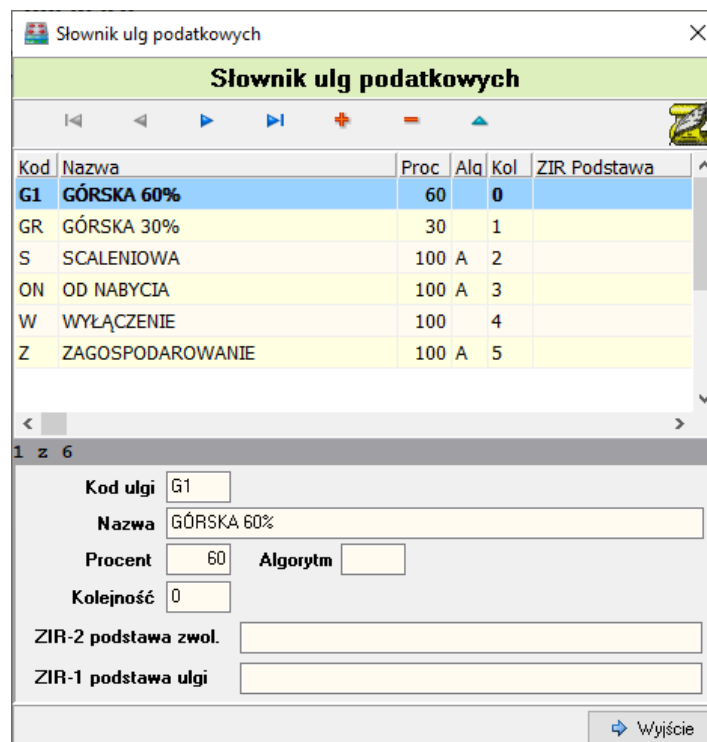 Słownik ulg podatkowych
Słownik ulg podatkowych
Kod Nazwa Proc Alg Kol ZIR Podstawa
G1 GÓRSKA 60% 60 0
GR GÓRSKA 30% 30 1
S SCALENIOWA 100 A 2
ON OD NABYCIA 100 A 3
W WYŁĄCZENIE 100 4
Z ZAGOSPODAROWANIE 100 A 5
1 z 6
Kod ulgi G1
Nazwa GÓRSKA 60%
Procent 60 Algorytm
Kolejność 0
ZIR-2 podstawa zwol.
ZIR-1 podstawa ulgi
Wyjście